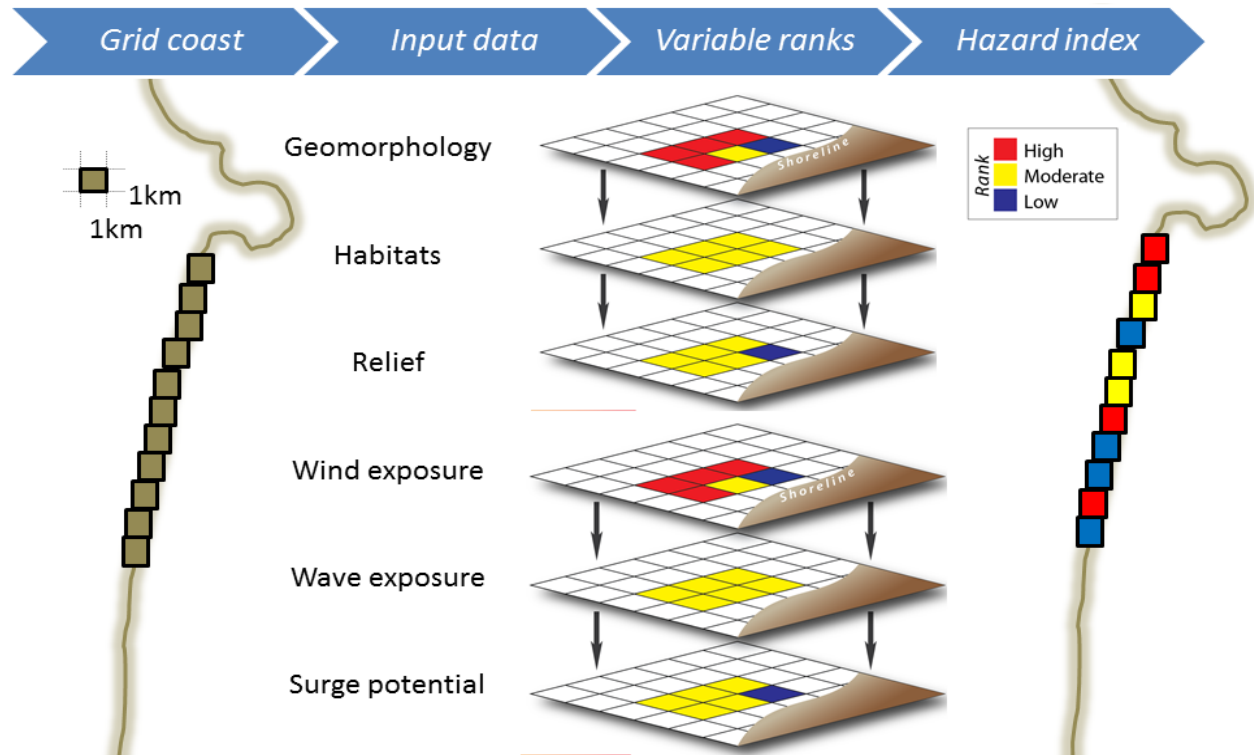 Grid coast
Input data
Variable ranks
Hazard index
1km
1km
Geomorphology
Habitats
Relief
Wind exposure
Wave exposure
Surge potential
Shoreline
Shoreline
Rank
High
Moderate
Low